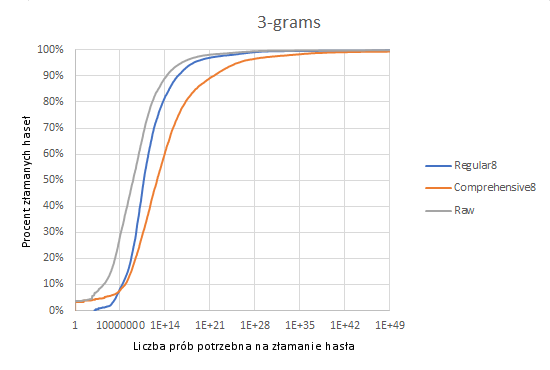 3-grams
100%
90%
80%
70%
60%
50%
40%
30%
20%
10%
0%
Procent złamanych haseł
1 10000000 1E+14 1E+21 1E+28 1E+35 1E+42 1E+49
Liczba prób potrzebna na złamanie hasła
Regular8
Comprehensive8
Raw